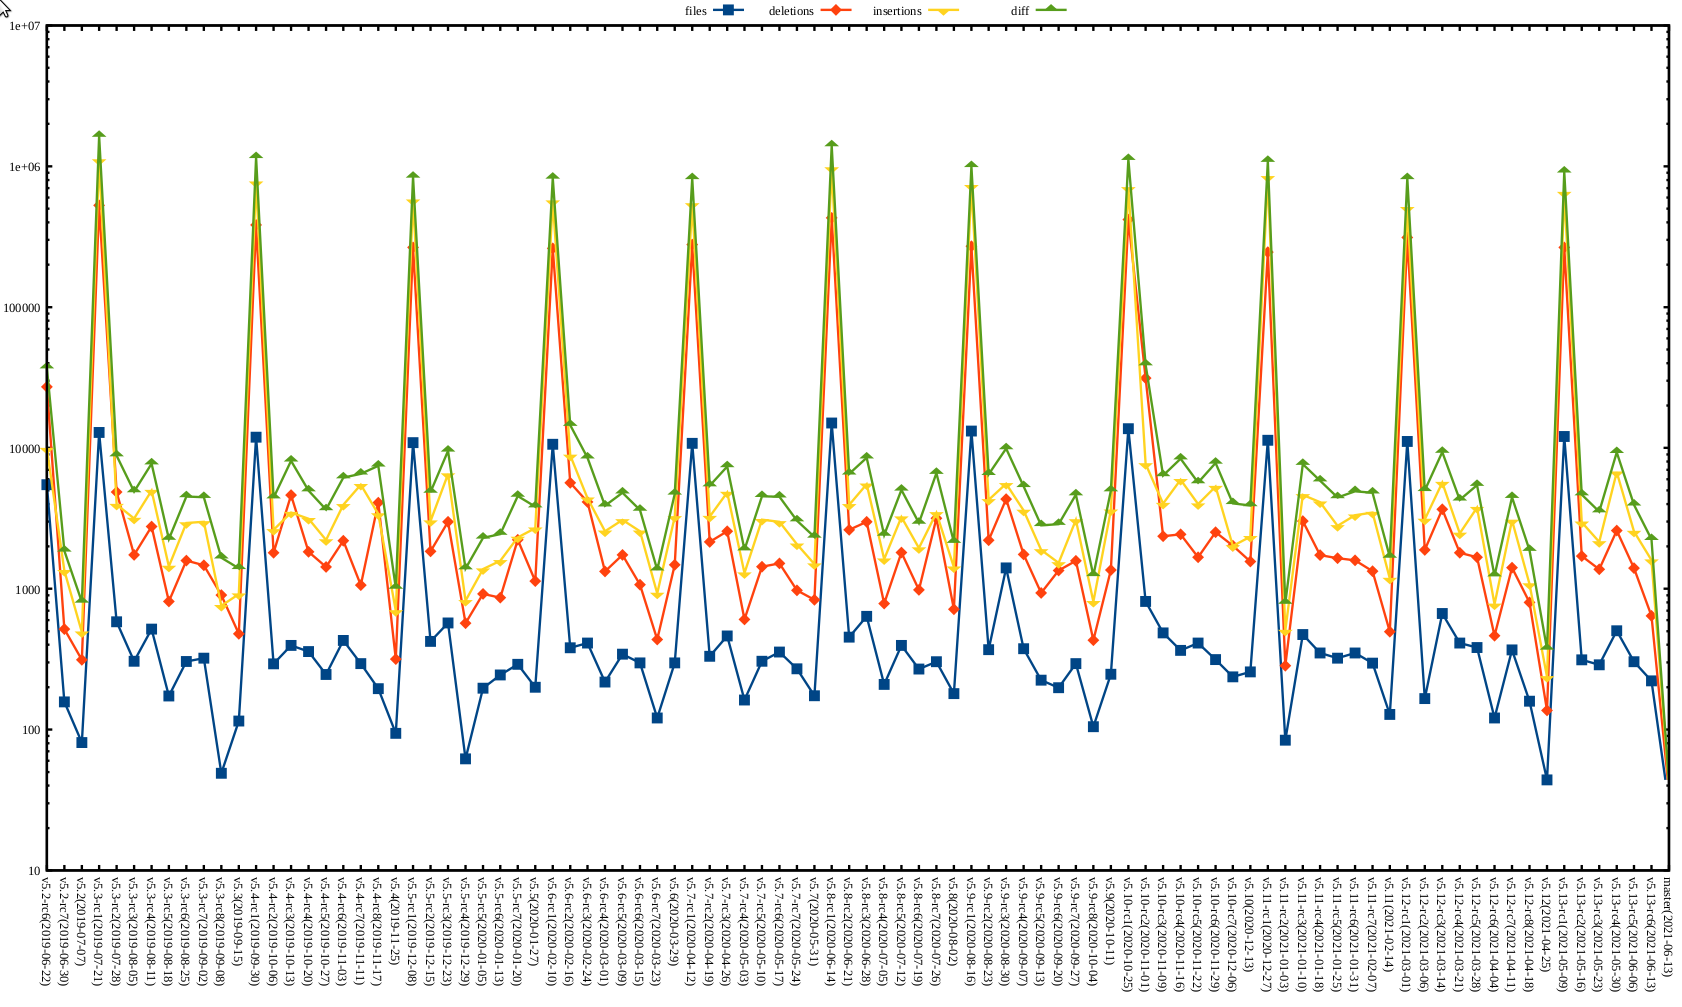 files deletions insertions diff
1e+07
1e+06
100000
10000
1000
100
10
v5.2-rc6(2019-06-22)
v5.2-rc7(2019-06-30)
v5.2(2019-07-07)
v5.3-rc1(2019-07-21)
v5.3-rc2(2019-07-28)
v5.3-rc3(2019-08-05)
v5.3-rc4(2019-08-11)
v5.3-rc5(2019-08-18)
v5.3-rc6(2019-08-25)
v5.3-rc7(2019-09-02)
v5.3-rc8(2019-09-08)
v5.3(2019-09-15)
v5.4-rc1(2019-09-30)
v5.4-rc2(2019-10-06)
v5.4-rc3(2019-10-13)
v5.4-rc4(2019-10-20)
v5.4-rc5(2019-10-27)
v5.4-rc6(2019-11-03)
v5.4-rc7(2019-11-11)
v5.4-rc8(2019-11-17)
v5.4(2019-11-25)
v5.5-rc1(2019-12-08)
v5.5-rc2(2019-12-15)
v5.5-rc3(2019-12-23)
v5.5-rc4(2019-12-29)
v5.5-rc5(2020-01-05)
v5.5-rc6(2020-01-13)
v5.5-rc7(2020-01-20)
v5.5(2020-01-27)
v5.6-rc1(2020-02-10)
v5.6-rc2(2020-02-16)
v5.6-rc3(2020-02-24)
v5.6-rc4(2020-03-01)
v5.6-rc5(2020-03-09)
v5.6-rc6(2020-03-15)
v5.6-rc7(2020-03-23)
v5.6(2020-03-29)
v5.7-rc1(2020-04-12)
v5.7-rc2(2020-04-19)
v5.7-rc3(2020-04-26)
v5.7-rc4(2020-05-03)
v5.7-rc5(2020-05-10)
v5.7-rc6(2020-05-17)
v5.7-rc7(2020-05-24)
v5.7(2020-05-31)
v5.8-rc1(2020-06-14)
v5.8-rc2(2020-06-21)
v5.8-rc3(2020-06-28)
v5.8-rc4(2020-07-05)
v5.8-rc5(2020-07-12)
v5.8-rc6(2020-07-19)
v5.8-rc7(2020-07-26)
v5.8(2020-08-02)
v5.9-rc1(2020-08-16)
v5.9-rc2(2020-08-23)
v5.9-rc3(2020-08-30)
v5.9-rc4(2020-09-07)
v5.9-rc5(2020-09-13)
v5.9-rc6(2020-09-20)
v5.9-rc7(2020-09-27)
v5.9-rc8(2020-10-04)
v5.9(2020-10-11)
v5.10-rc1(2020-10-25)
v5.10-rc2(2020-11-01)
v5.10-rc3(2020-11-09)
v5.10-rc4(2020-11-16)
v5.10-rc5(2020-11-22)
v5.10-rc6(2020-11-29)
v5.10-rc7(2020-12-06)
v5.10(2020-12-13)
v5.11-rc1(2020-12-27)
v5.11-rc2(2021-01-03)
v5.11-rc3(2021-01-10)
v5.11-rc4(2021-01-18)
v5.11-rc5(2021-01-25)
v5.11-rc6(2021-01-31)
v5.11-rc7(2021-02-07)
v5.11(2021-02-14)
v5.12-rc1(2021-03-01)
v5.12-rc2(2021-03-06)
v5.12-rc3(2021-03-14)
v5.12-rc4(2021-03-21)
v5.12-rc5(2021-03-28)
v5.12-rc6(2021-04-04)
v5.12-rc7(2021-04-11)
v5.12-rc8(2021-04-18)
v5.12(2021-04-25)
v5.13-rc1(2021-05-09)
v5.13-rc2(2021-05-16)
v5.13-rc3(2021-05-23)
v5.13-rc4(2021-05-30)
v5.13-rc5(2021-06-06)
v5.13-rc6(2021-06-13)
master(2021-06-13)